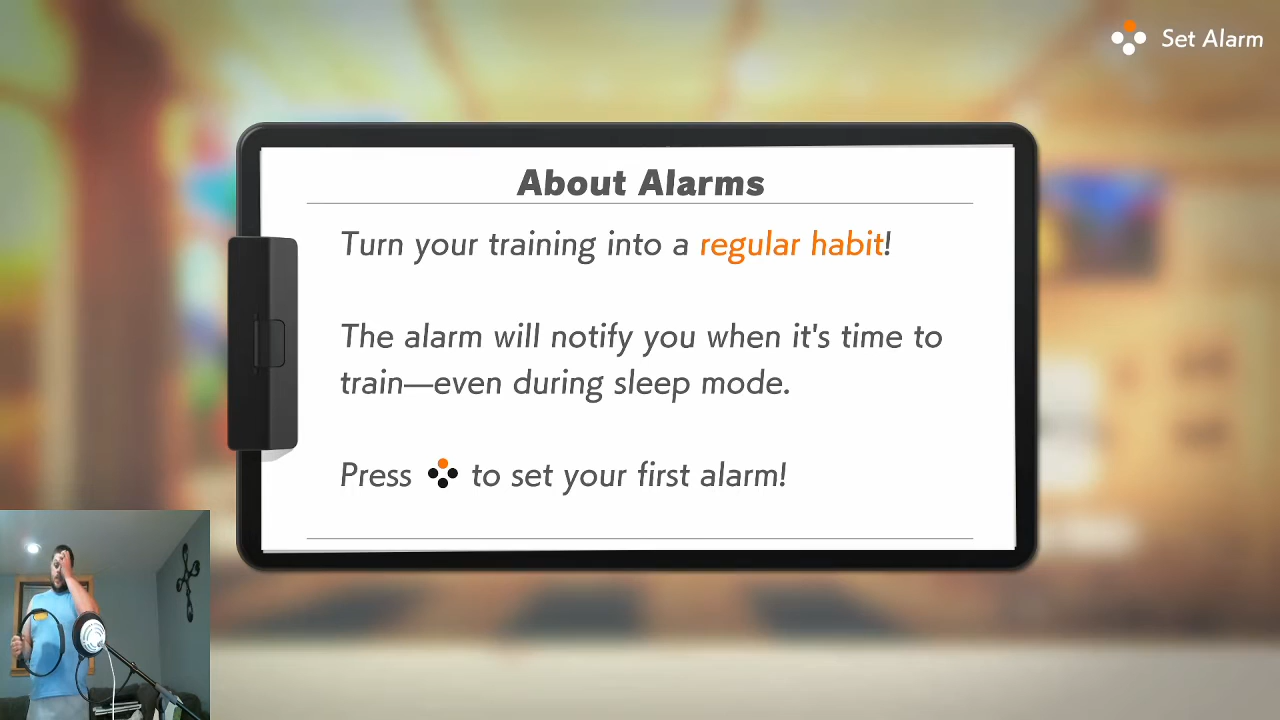 Set Alarm
About Alarms
Turn your training into a regular habit!
The alarm will notify you when it's time to
train—even during sleep mode.
Press to set your first alarm!